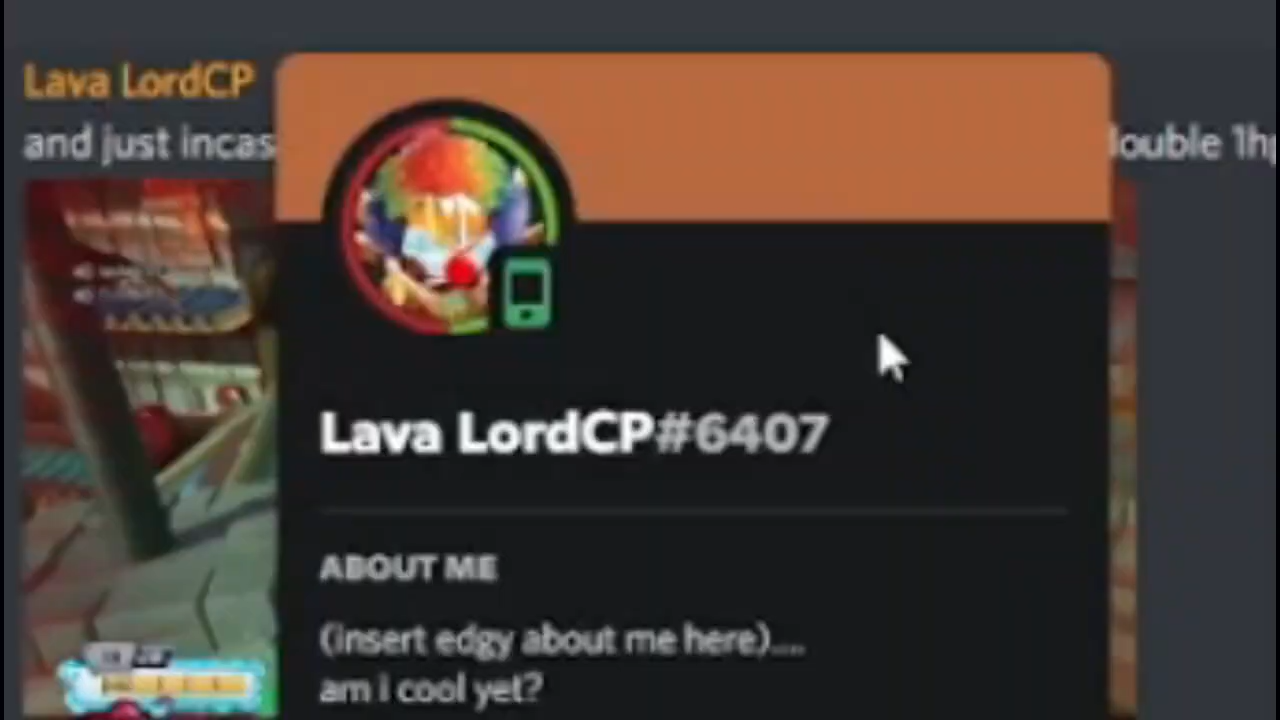 Lava LordCP
and just incas
louble 1h
Lava LordCP#6407
ABOUT ME
(insert edgy about me here)....
am i cool yet?